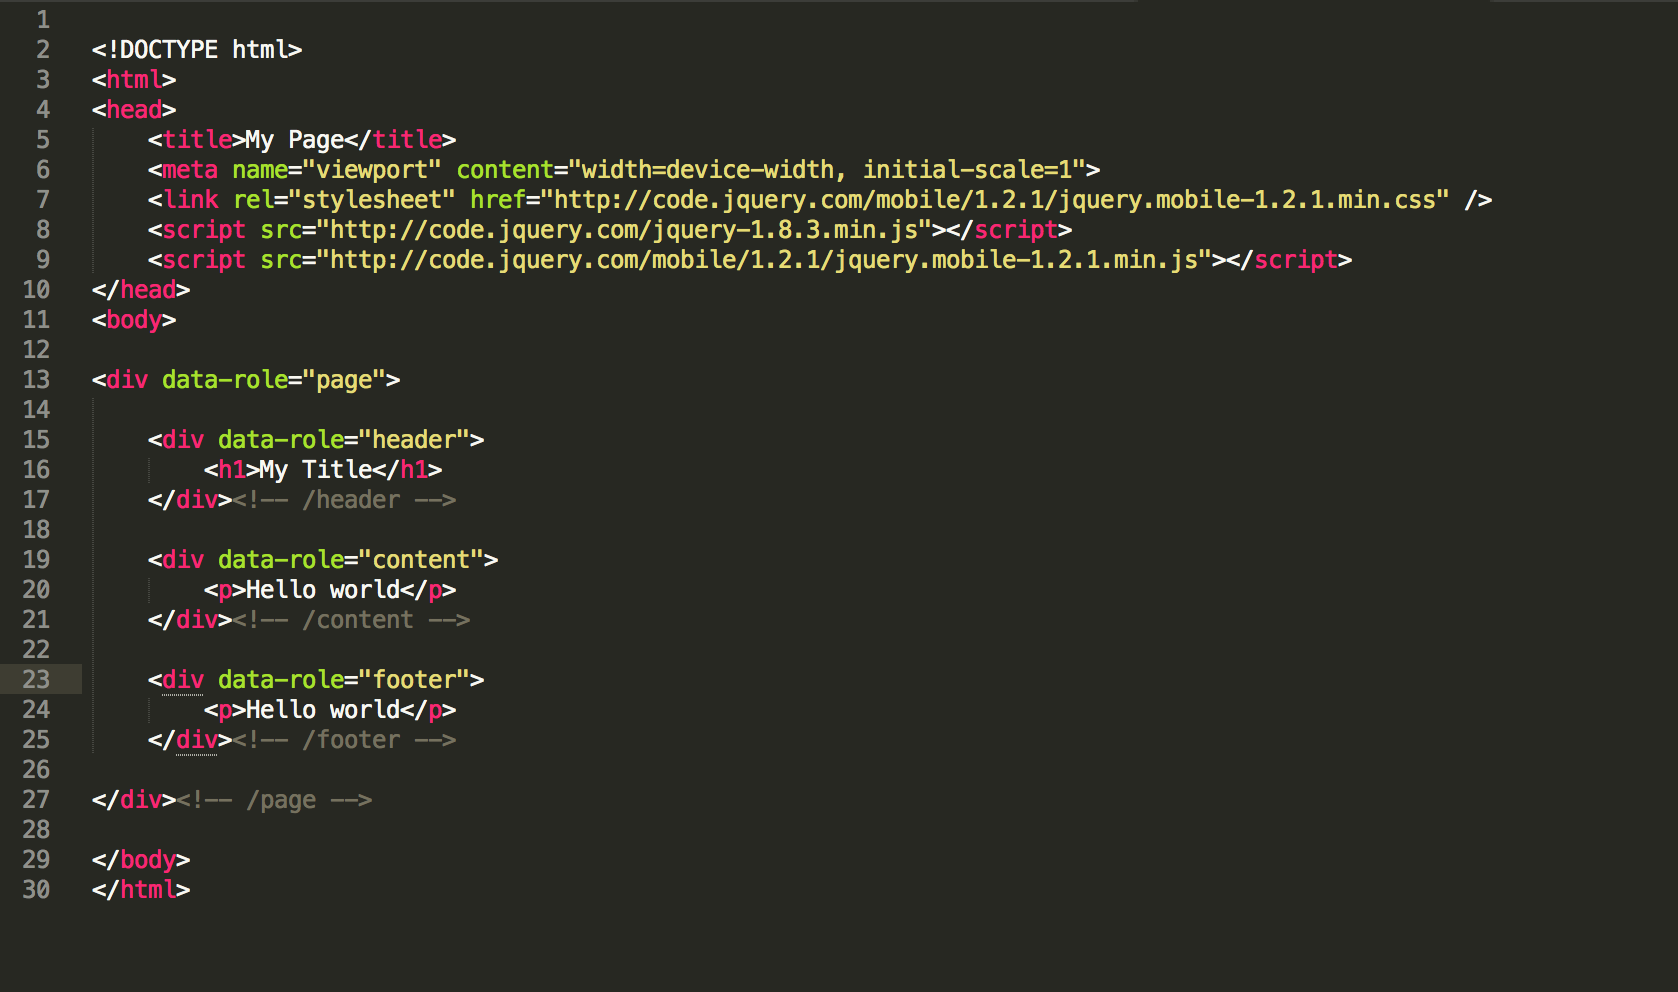 1
2 <!DOCTYPE html>
3 <html>
4 <head>
5     <title>My Page</title>
6     <meta name="viewport" content="width=device-width, initial-scale=1">
7     <link rel="stylesheet" href="http://code.jquery.com/mobile/1.2.1/jquery.mobile-1.2.1.min.css" />
8     <script src="http://code.jquery.com/jquery-1.8.3.min.js"></script>
9     <script src="http://code.jquery.com/mobile/1.2.1/jquery.mobile-1.2.1.min.js"></script>
10 </head>
11 <body>
12
13 <div data-role="page">
14
15     <div data-role="header">
16         <h1>My Title</h1>
17     </div><!-- /header -->
18
19     <div data-role="content">
20         <p>Hello world</p>
21     </div><!-- /content -->
22
23     <div data-role="footer">
24         <p>Hello world</p>
25     </div><!-- /footer -->
26
27 </div><!-- /page -->
28
29 </body>
30 </html>